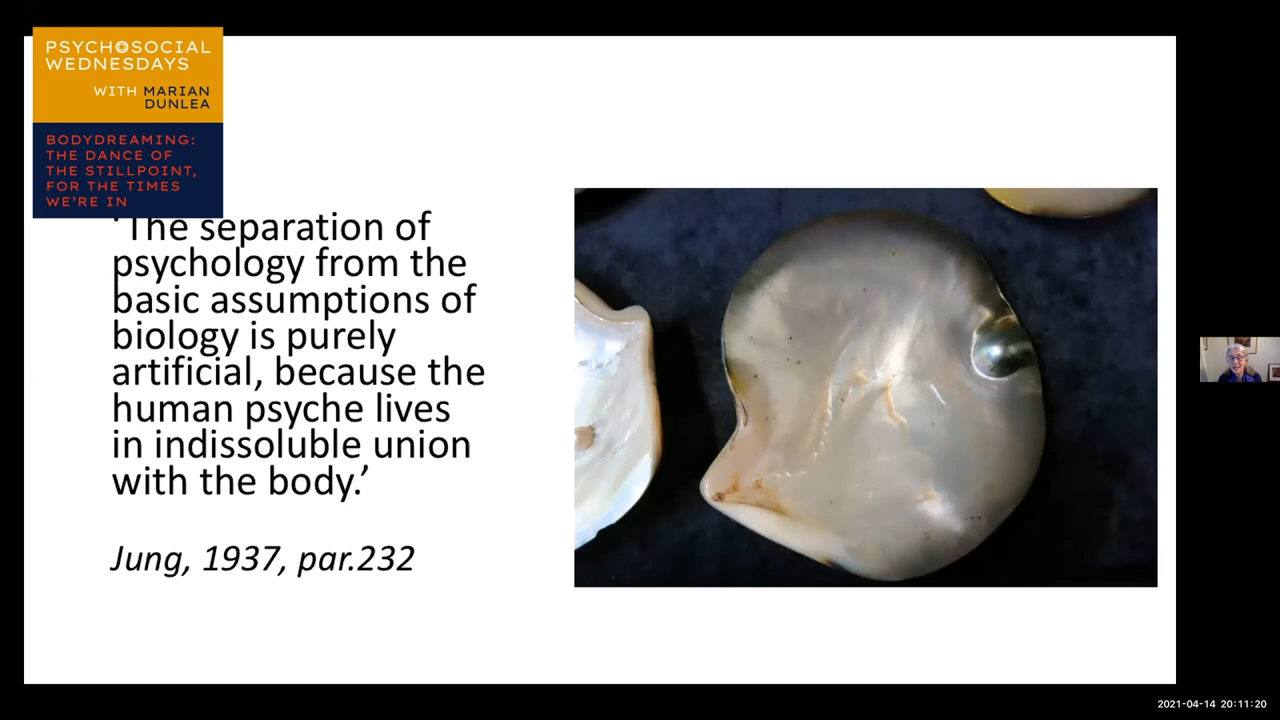 PSYCHOSOCIAL
WEDNESDAYS
WITH MARIAN
DUNLEA
BODYDREAMING:
THE DANCE OF
THE STILLPOINT,
FOR THE TIMES
WE'RE IN
‘The separation of
psychology from the
basic assumptions of
biology is purely
artificial, because the
human psyche lives
in indissoluble union
with the body.’
Jung, 1937, par.232
2021-04-14 20:11:20